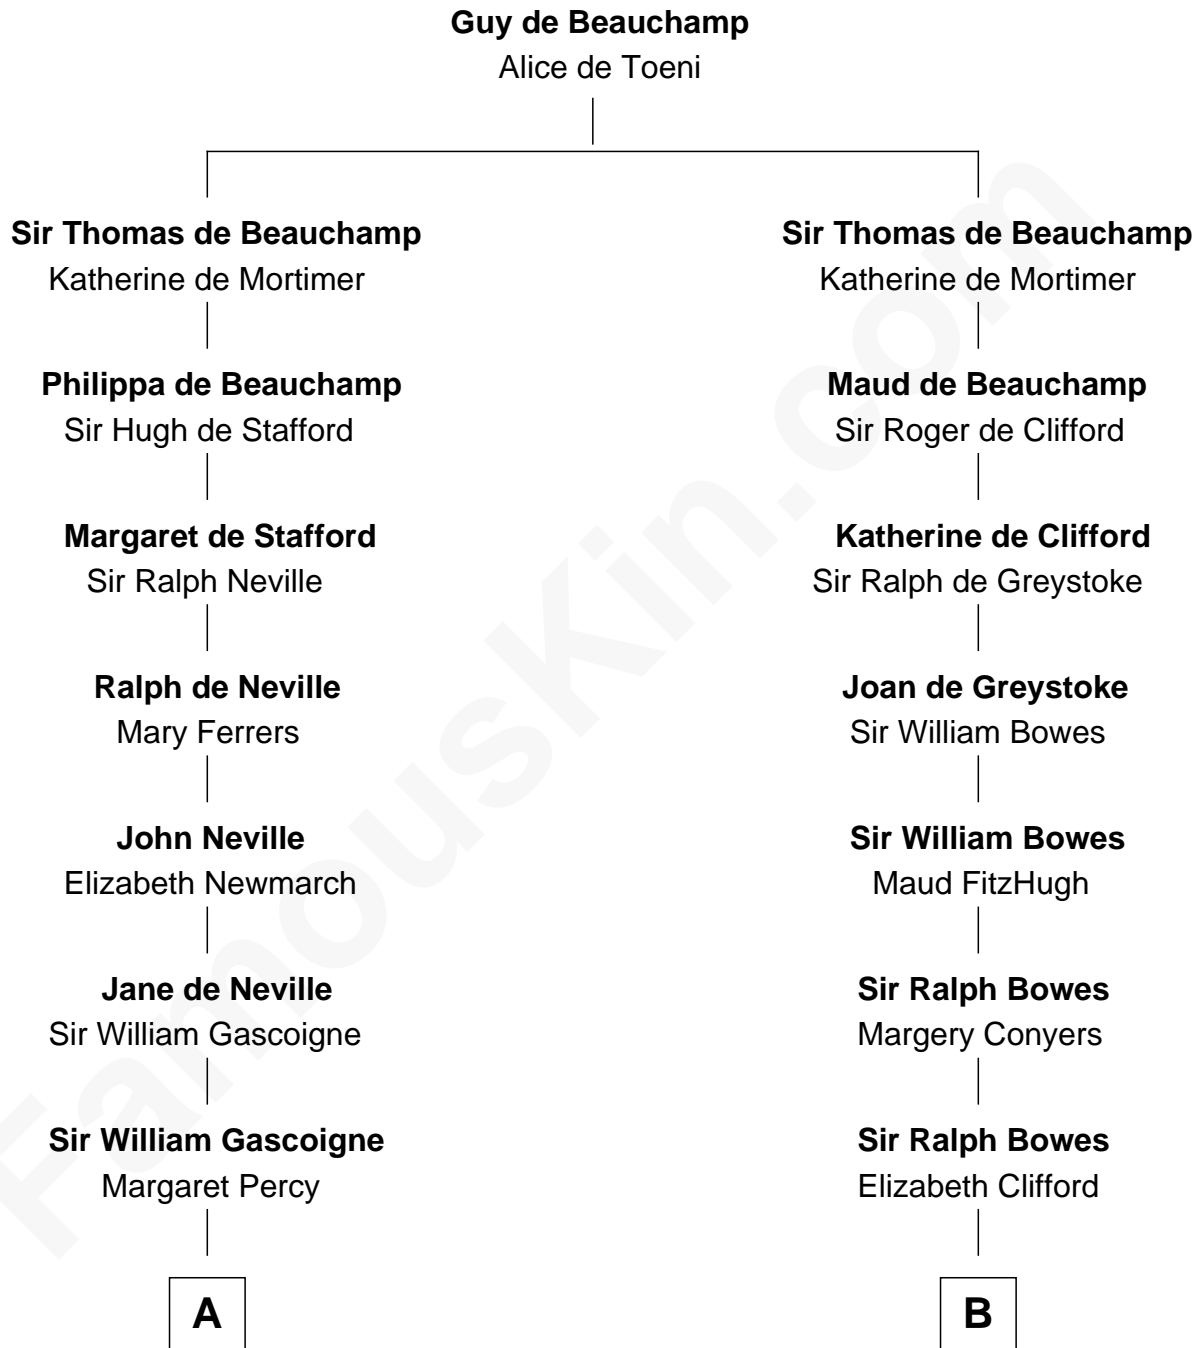 Guy de Beauchamp
Alice de Toeni
Sir Thomas de Beauchamp
Katherine de Mortimer
Sir Thomas de Beauchamp
Katherine de Mortimer
Philippa de Beauchamp
Sir Hugh de Stafford
Maud de Beauchamp
Sir Roger de Clifford
Margaret de Stafford
Sir Ralph Neville
Katherine de Clifford
Sir Ralph de Greystoke
Ralph de Neville
Mary Ferrers
Joan de Greystoke
Sir William Bowes
John Neville
Elizabeth Newmarch
Sir William Bowes
Maud FitzHugh
Jane de Neville
Sir William Gascoigne
Sir Ralph Bowes
Margery Conyers
Sir William Gascoigne
Margaret Percy
Sir Ralph Bowes
Elizabeth Clifford
A
B
FamousKin.com